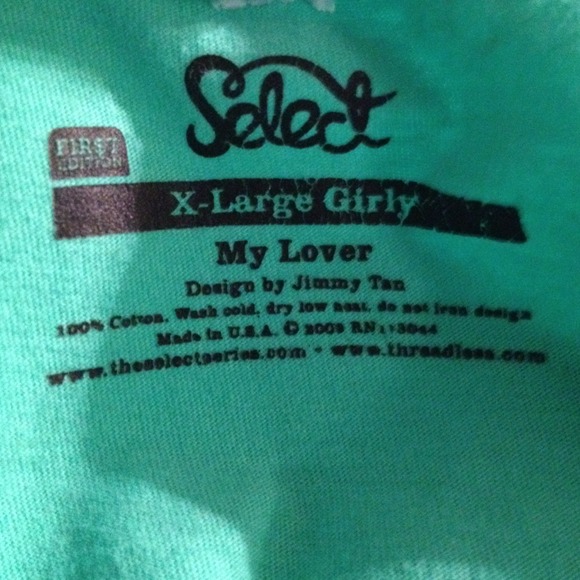 Select
FIRST
EDITION
X-Large Girly
My Lover
Design by Jimmy Tan
100% Cotton. Wash cold, dry low heat, do not iron design
Made in U.S.A. ©
www.theselectseries.com - www.threadless.com